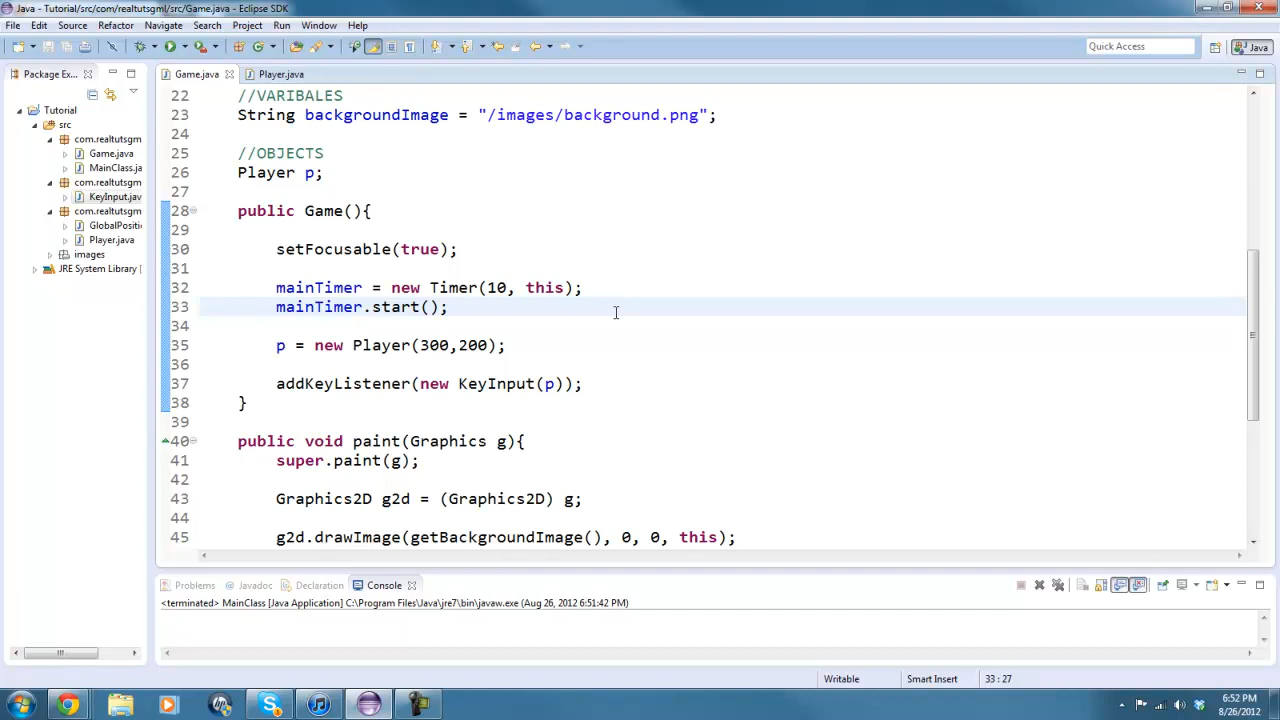 Java - Tutorial/src/com/realtutsgml/src/Game.java - Eclipse SDK
File Edit Source Refactor Navigate Search Project Run Window Help
Quick Access
Java
Package Ex...
Game.java
Player.java
Tutorial
src
com.realtutsgm
Game.java
MainClass.ja
com.realtutsgm
KeyInput.jav
com.realtutsgm
GlobalPositi
Player.java
images
JRE System Library [
22 //VARIBALES
23 String backgroundImage = "/images/background.png";
24
25 //OBJECTS
26 Player p;
27
28 public Game(){
29
30 setFocusable(true);
31
32 mainTimer = new Timer(10, this);
33 mainTimer.start();
34
35 p = new Player(300,200);
36
37 addKeyListener(new KeyInput(p));
38 }
39
40 public void paint(Graphics g){
41 super.paint(g);
42
43 Graphics2D g2d = (Graphics2D) g;
44
45 g2d.drawImage(getBackgroundImage(), 0, 0, this);
Problems @ Javadoc Declaration Console
<terminated> MainClass [Java Application] C:\Program Files\Java\jre7\bin\javaw.exe (Aug 26, 2012 6:51:42 PM)
Writable Smart Insert 33 : 27
6:52 PM
8/26/2012